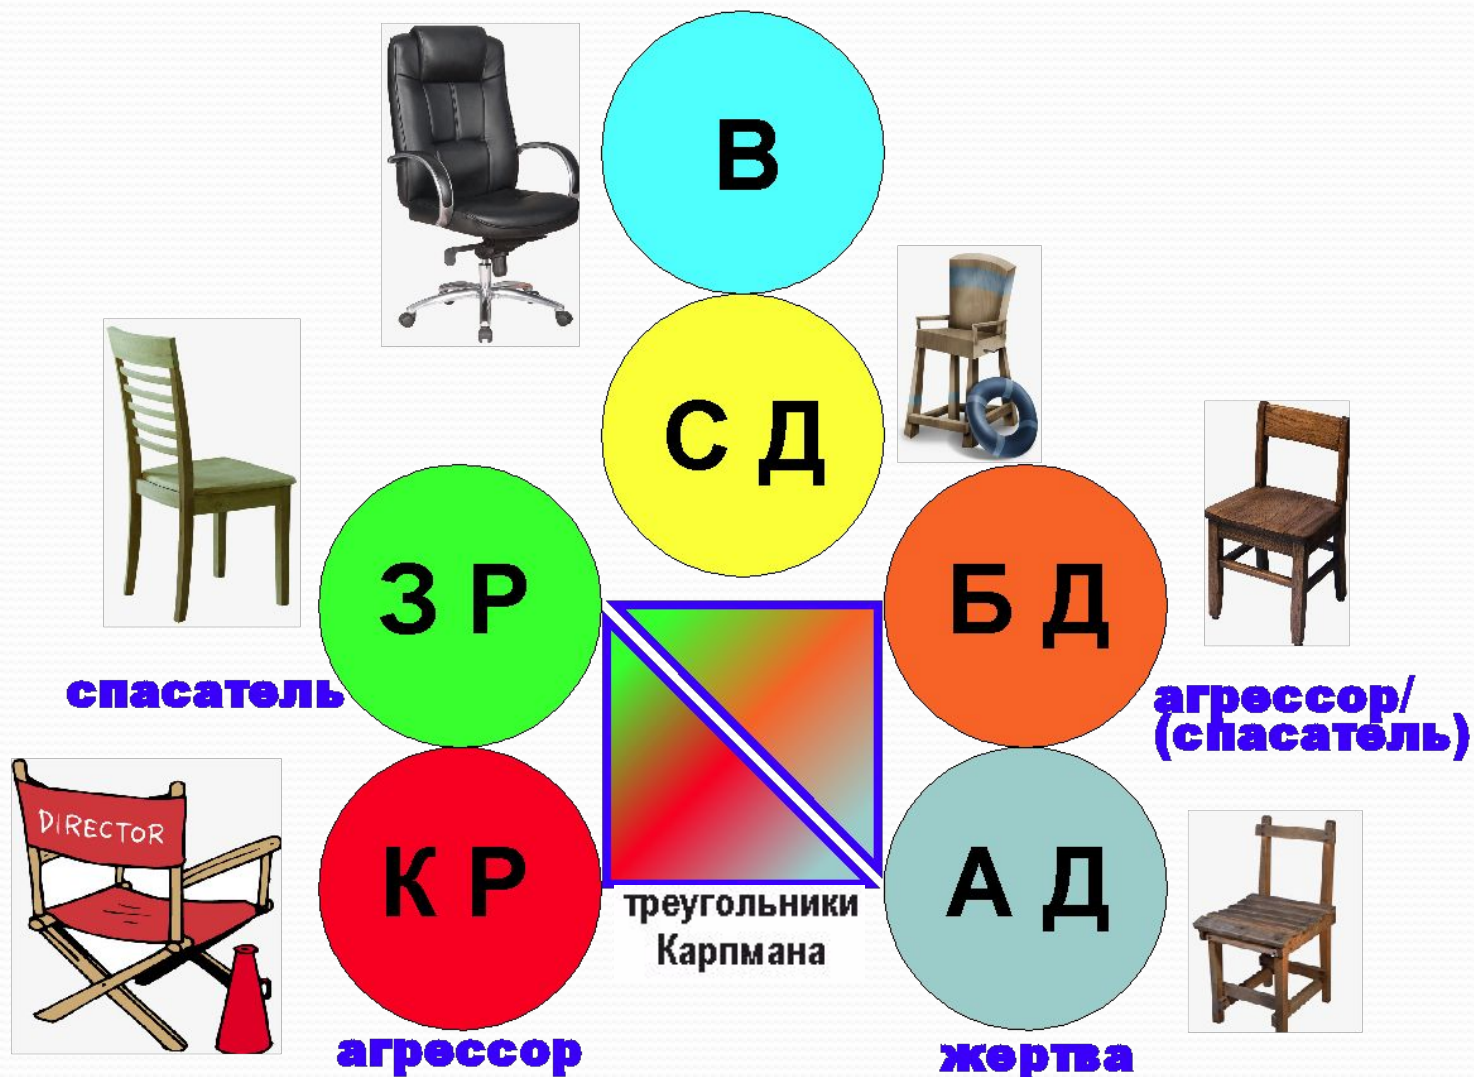 В
С Д
З Р
Б Д
спасатель
агрессор/
(спасатель)
DIRECTOR
К Р
А Д
треугольники
Карпмана
агрессор
жертва